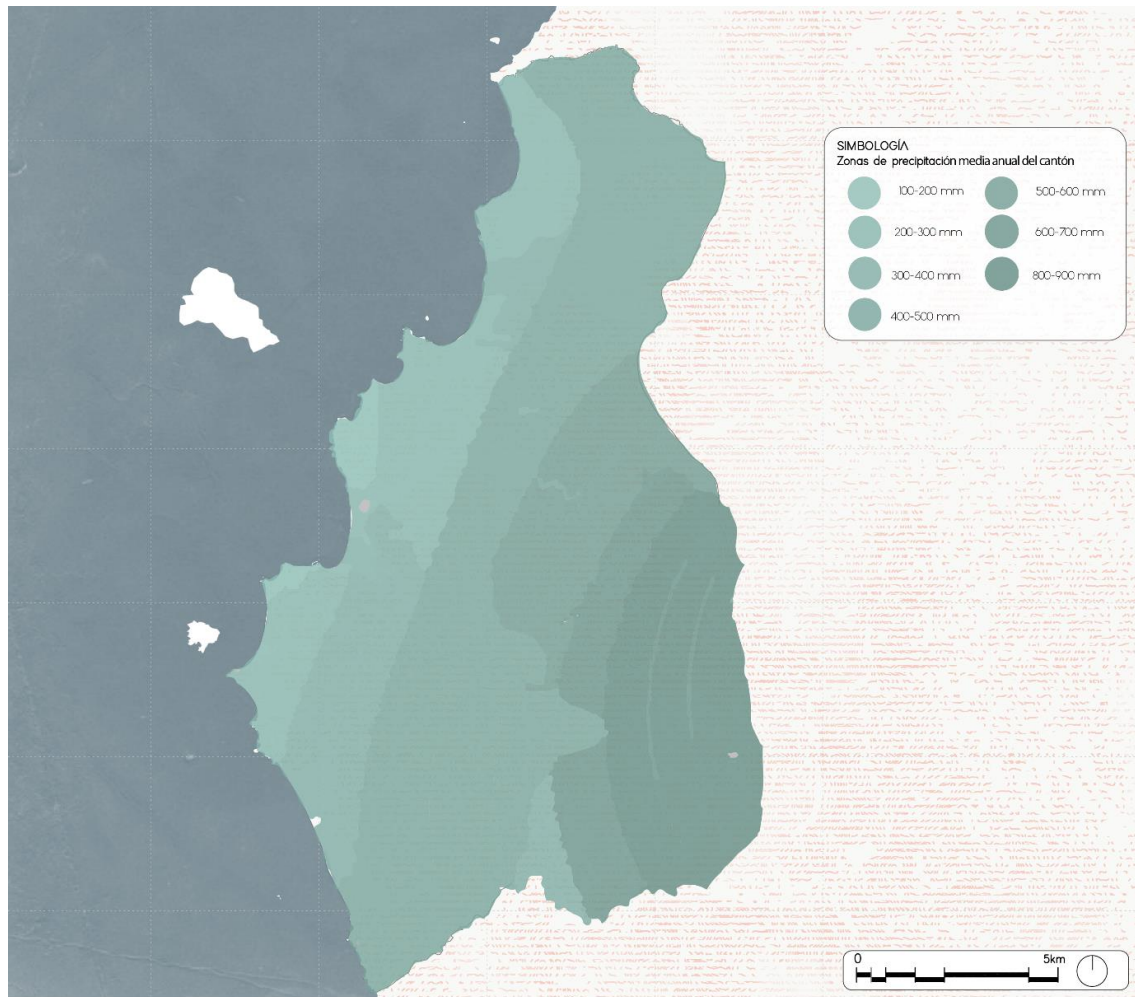 SIMBOLOGÍA
Zonas de precipitación media anual del cantón
100-200 mm
200-300 mm
300-400 mm
400-500 mm
500-600 mm
600-700 mm
800-900 mm
0 5km